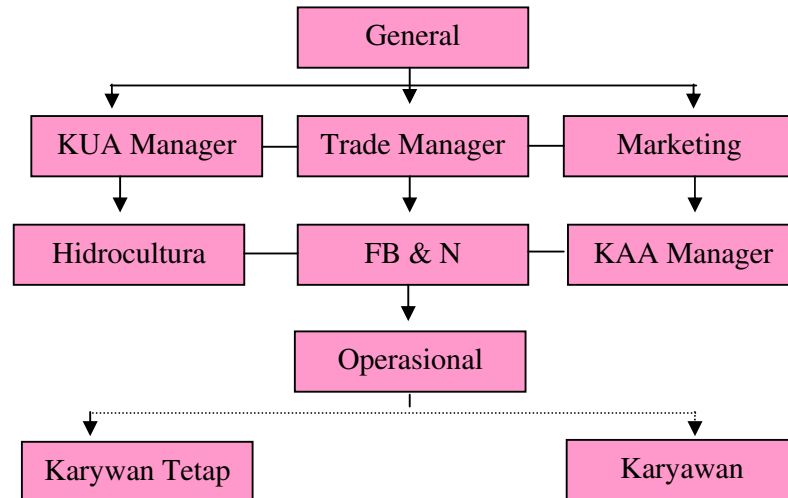 General
KUA Manager
Trade Manager
Marketing
Hidrocultura
FB & N
KAA Manager
Operasional
Karywan Tetap
Karyawan